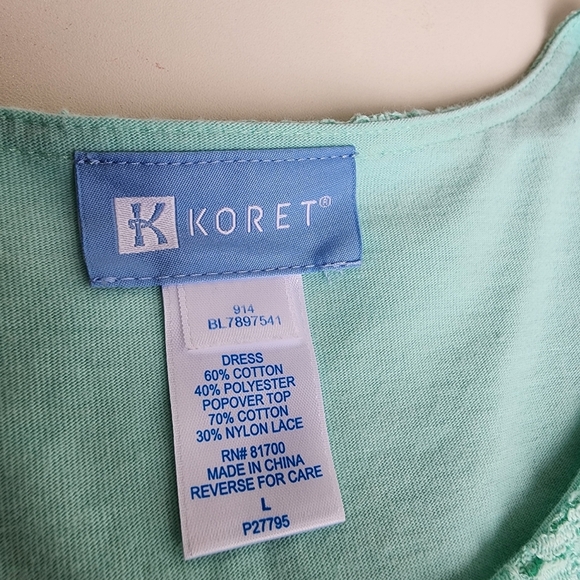 K KORET®
914
BL7897541
DRESS
60% COTTON
40% POLYESTER
POPOVER TOP
70% COTTON
30% NYLON LACE
RN# 81700
MADE IN CHINA
REVERSE FOR CARE
L
P27795